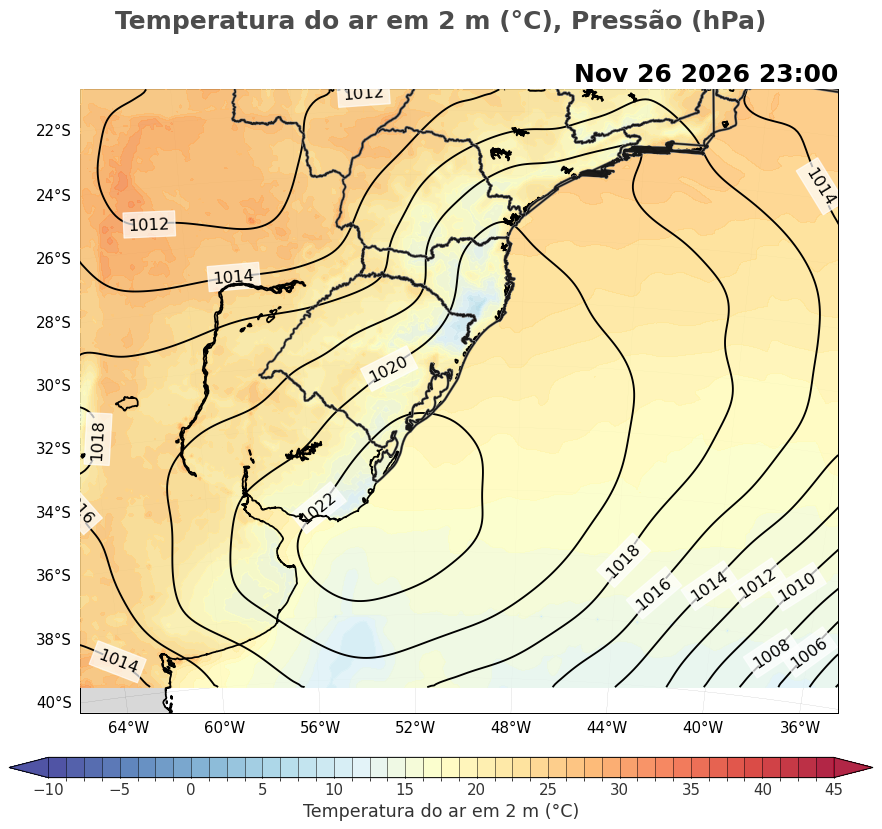 Temperatura do ar em 2 m (°C), Pressão (hPa)
Nov 26 2026 23:00
1012
1014
1012
1014
1020
1018
1022
16
1018
1016
1014
1012
1010
1014
1008
1006
22°S
24°S
26°S
28°S
30°S
32°S
34°S
36°S
38°S
40°S
64°W 60°W 56°W 52°W 48°W 44°W 40°W 36°W
−10 −5 0 5 10 15 20 25 30 35 40 45
Temperatura do ar em 2 m (°C)